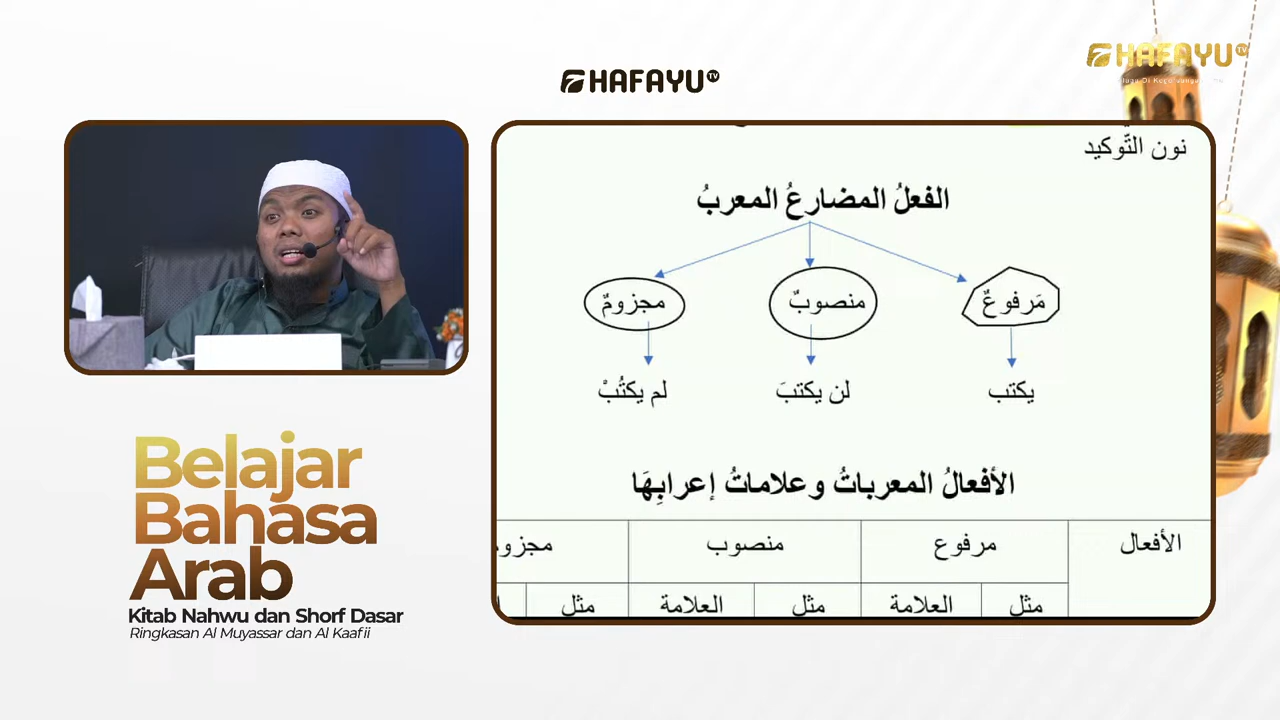 HAFAYU TV
HAFAYU TV
نون التّوكيد
الفعلُ المضارعُ المعربُ
مَرفوعٌ منصوبٌ مجزومٌ
يكتب لن يكتبَ لم يكتُبْ
الأفعالُ المعرباتُ وعلاماتُ إعرابِهَا
الأفعال مرفوع منصوب مجزوم
مثل العلامة مثل العلامة مثل
Belajar
Bahasa
Arab
Kitab Nahwu dan Shorf Dasar
Ringkasan Al Muyassar dan Al Kaafii